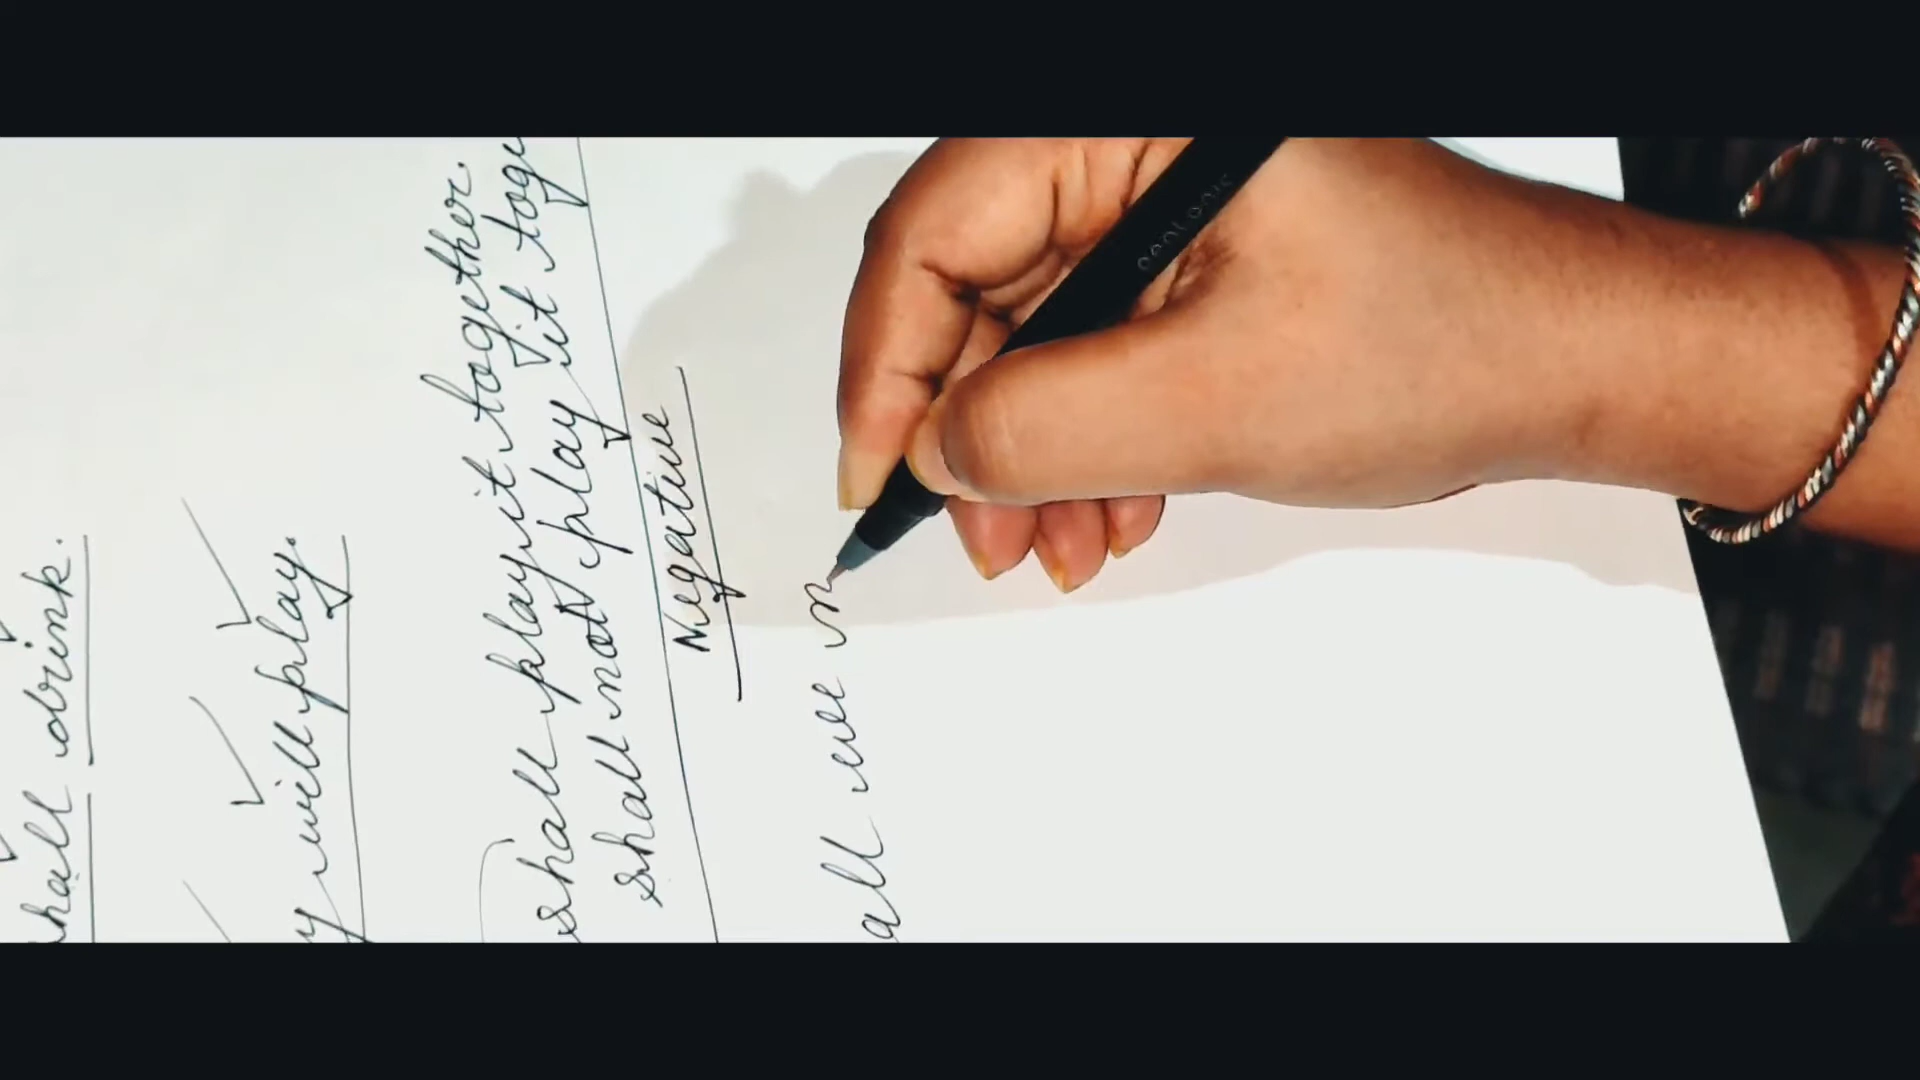 shall drink.
will play.
shall play it together.
shall not play it toge
Negative
all we n